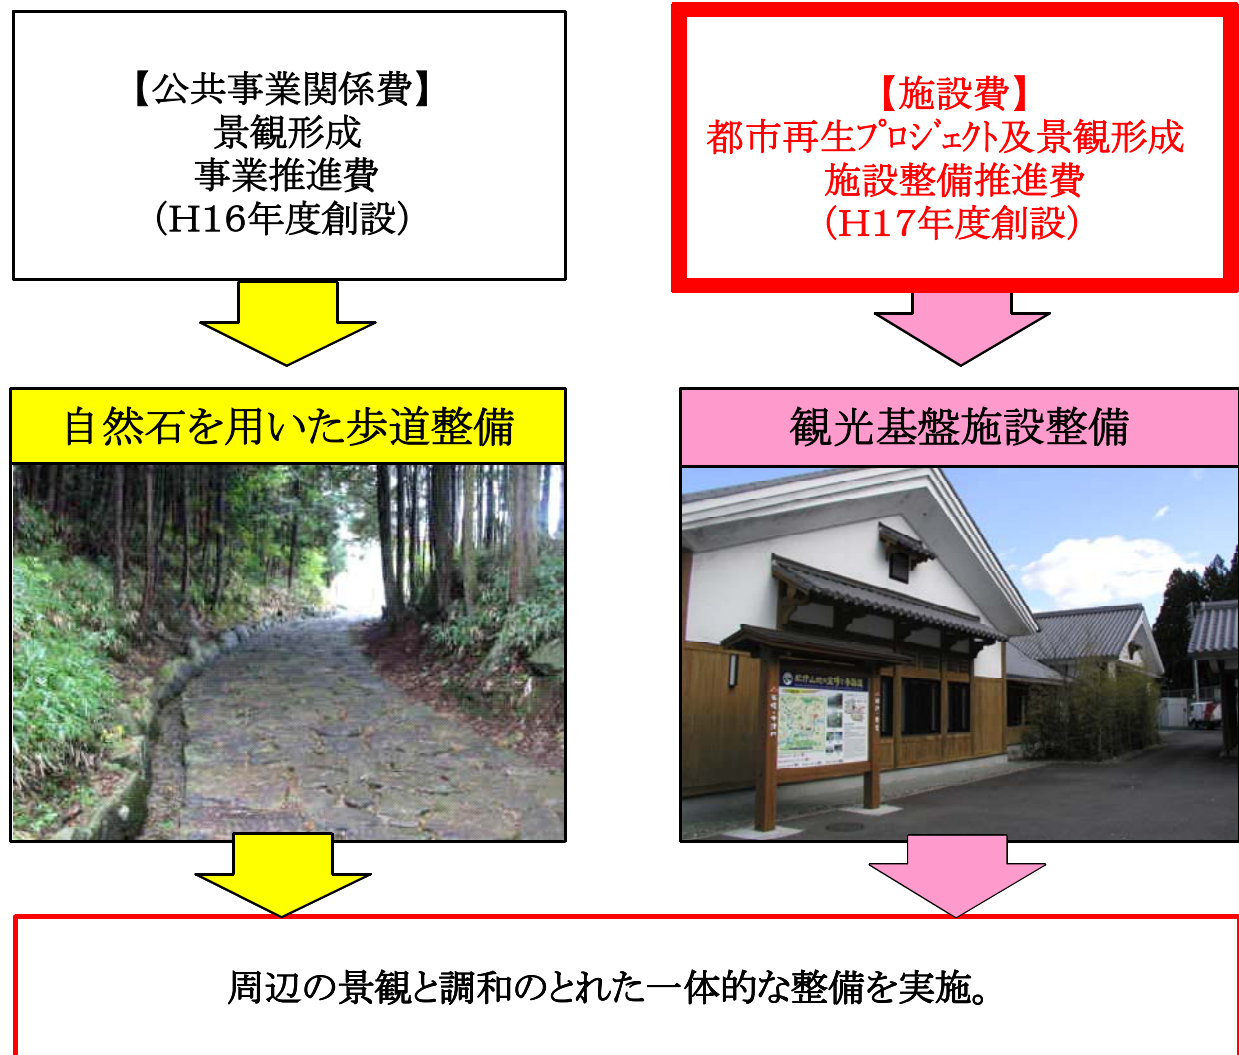 【公共事業関係費】
景観形成
事業推進費
（H16年度創設）
【施設費】
都市再生ﾌﾟﾛｼﾞｪｸﾄ及景観形成
施設整備推進費
（H17年度創設）
自然石を用いた歩道整備
観光基盤施設整備
周辺の景観と調和のとれた一体的な整備を実施。